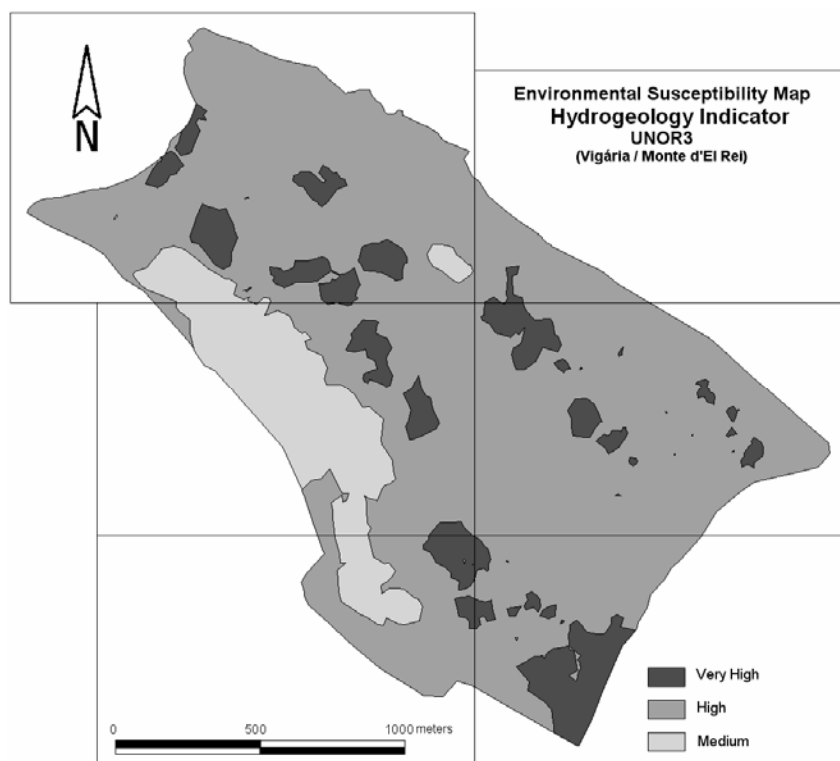 N
Environmental Susceptibility Map
Hydrogeology Indicator
UNOR3
(Vigária / Monte d'El Rei)
Very High
High
Medium
0 500 1000 meters